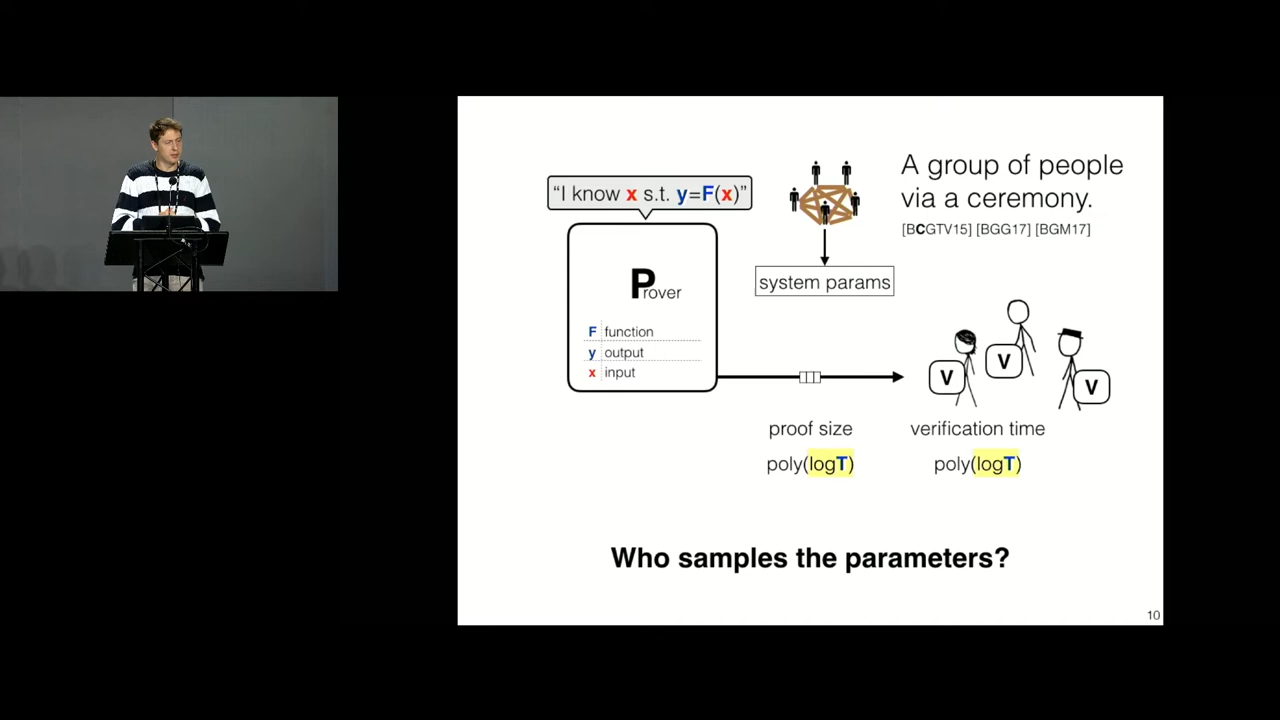 A group of people
via a ceremony.
[BCGTV15] [BGG17] [BGM17]
“I know x s.t. y=F(x)”
Prover
F function
y output
x input
system params
V
V
V
proof size
poly(logT)
verification time
poly(logT)
Who samples the parameters?
10